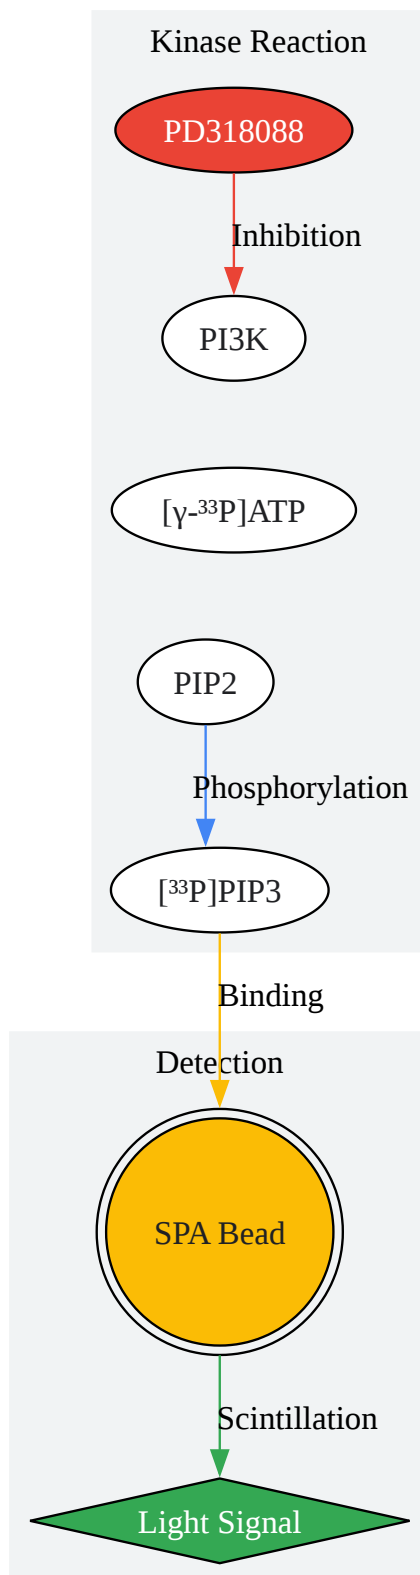 Kinase Reaction
PD318088
Inhibition
PI3K
[γ-³³P]ATP
PIP2
Phosphorylation
[³³P]PIP3
Binding
Detection
SPA Bead
Scintillation
Light Signal